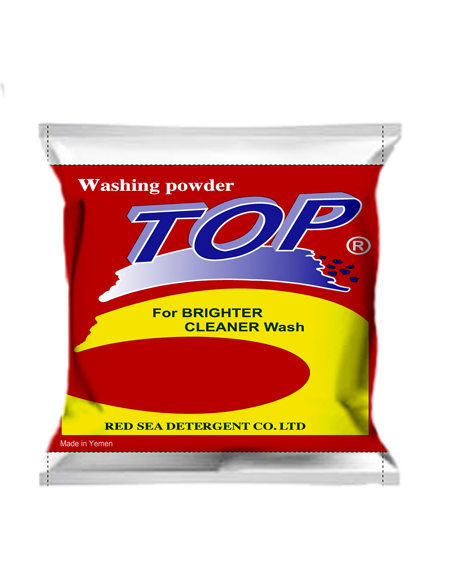 Washing powder
TOP
®
For BRIGHTER
CLEANER Wash
RED SEA DETERGENT CO. LTD
Made in Yemen